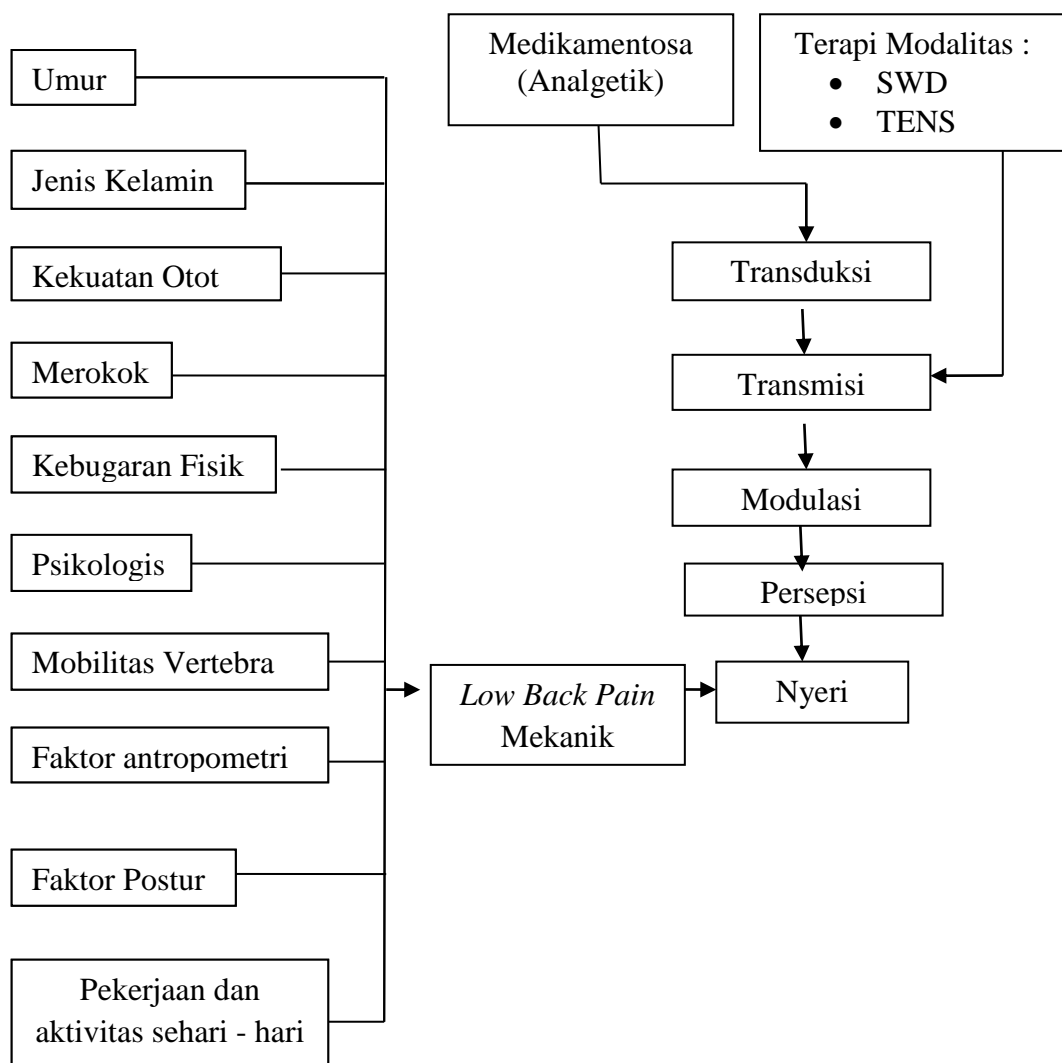 Umur
Jenis Kelamin
Kekuatan Otot
Merokok
Kebugaran Fisik
Psikologis
Mobilitas Vertebra
Faktor antropometri
Faktor Postur
Pekerjaan dan
aktivitas sehari - hari
Low Back Pain
Mekanik
Medikamentosa
(Analgetik)
Terapi Modalitas :
• SWD
• TENS
Transduksi
Transmisi
Modulasi
Persepsi
Nyeri